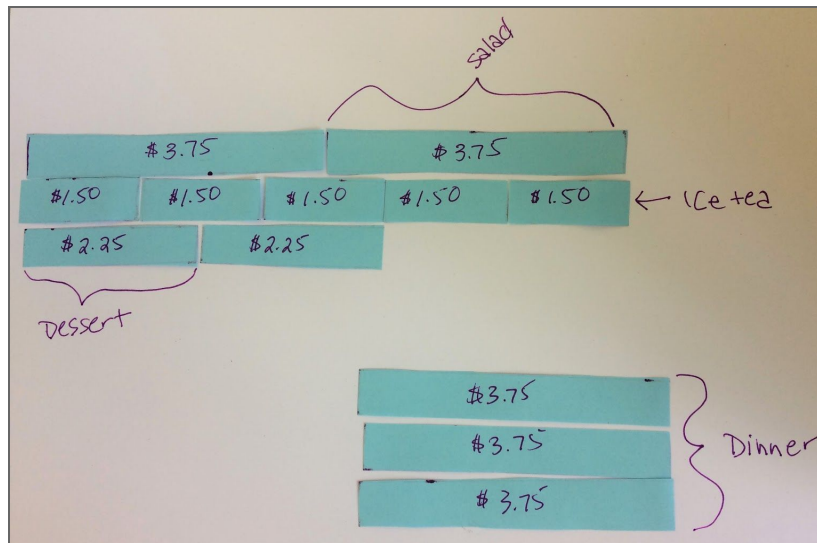 Salad
$3.75 $3.75
$1.50 $1.50 $1.50 $1.50 $1.50 ← Ice tea
$2.25 $2.25
Dessert
$3.75
$3.75 Dinner
$3.75